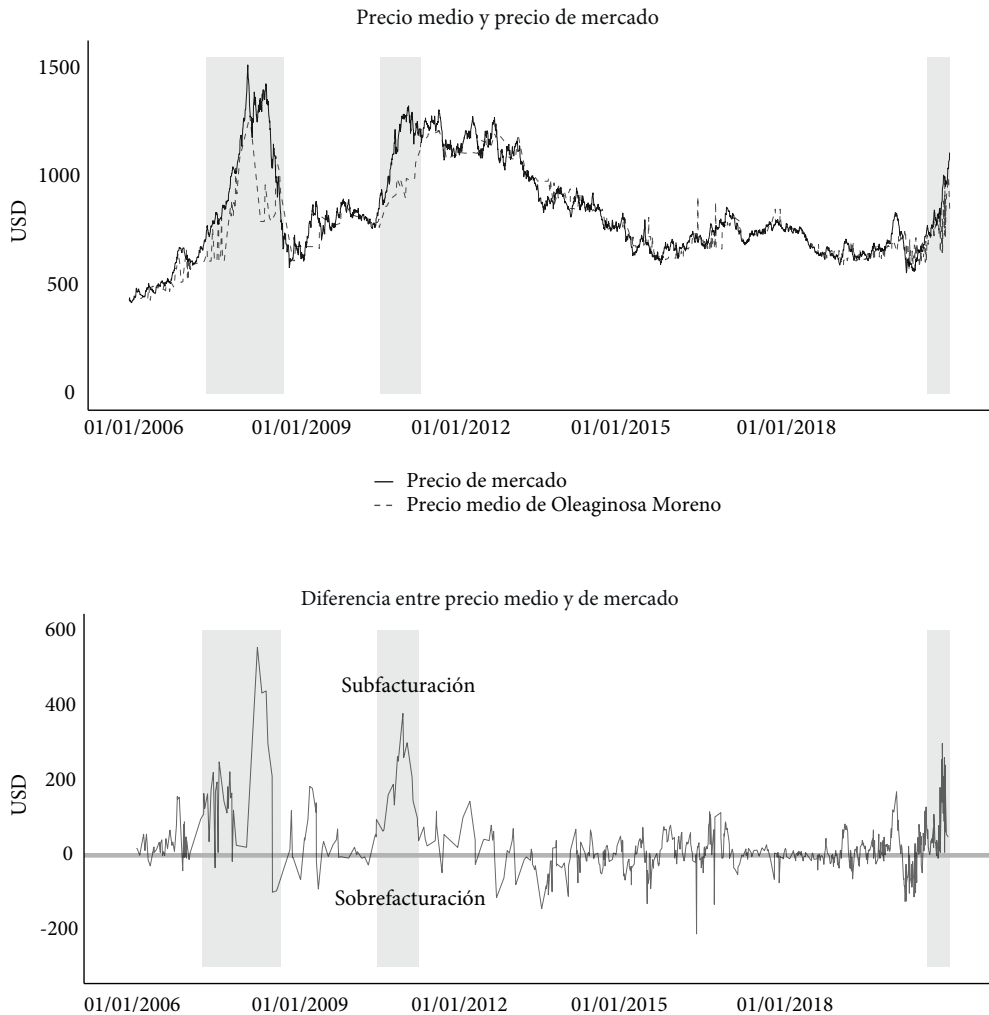 Precio medio y precio de mercado
1500
1000
500
0
USD
01/01/2006 01/01/2009 01/01/2012 01/01/2015 01/01/2018
— Precio de mercado
-- Precio medio de Oleaginosa Moreno
Diferencia entre precio medio y de mercado
600
400
200
0
-200
USD
Subfacturación
Sobrefacturación
01/01/2006 01/01/2009 01/01/2012 01/01/2015 01/01/2018